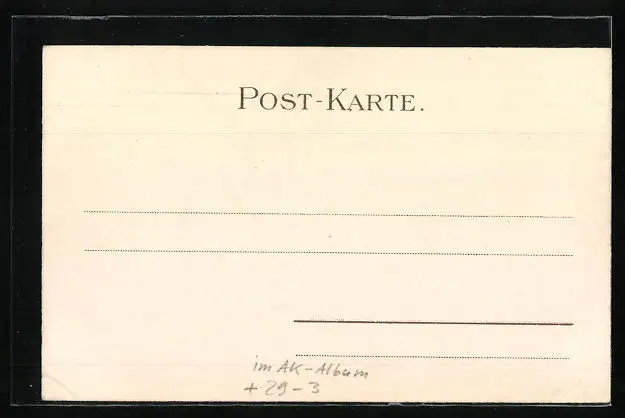 POST-KARTE.
im AK-Album
+29-3